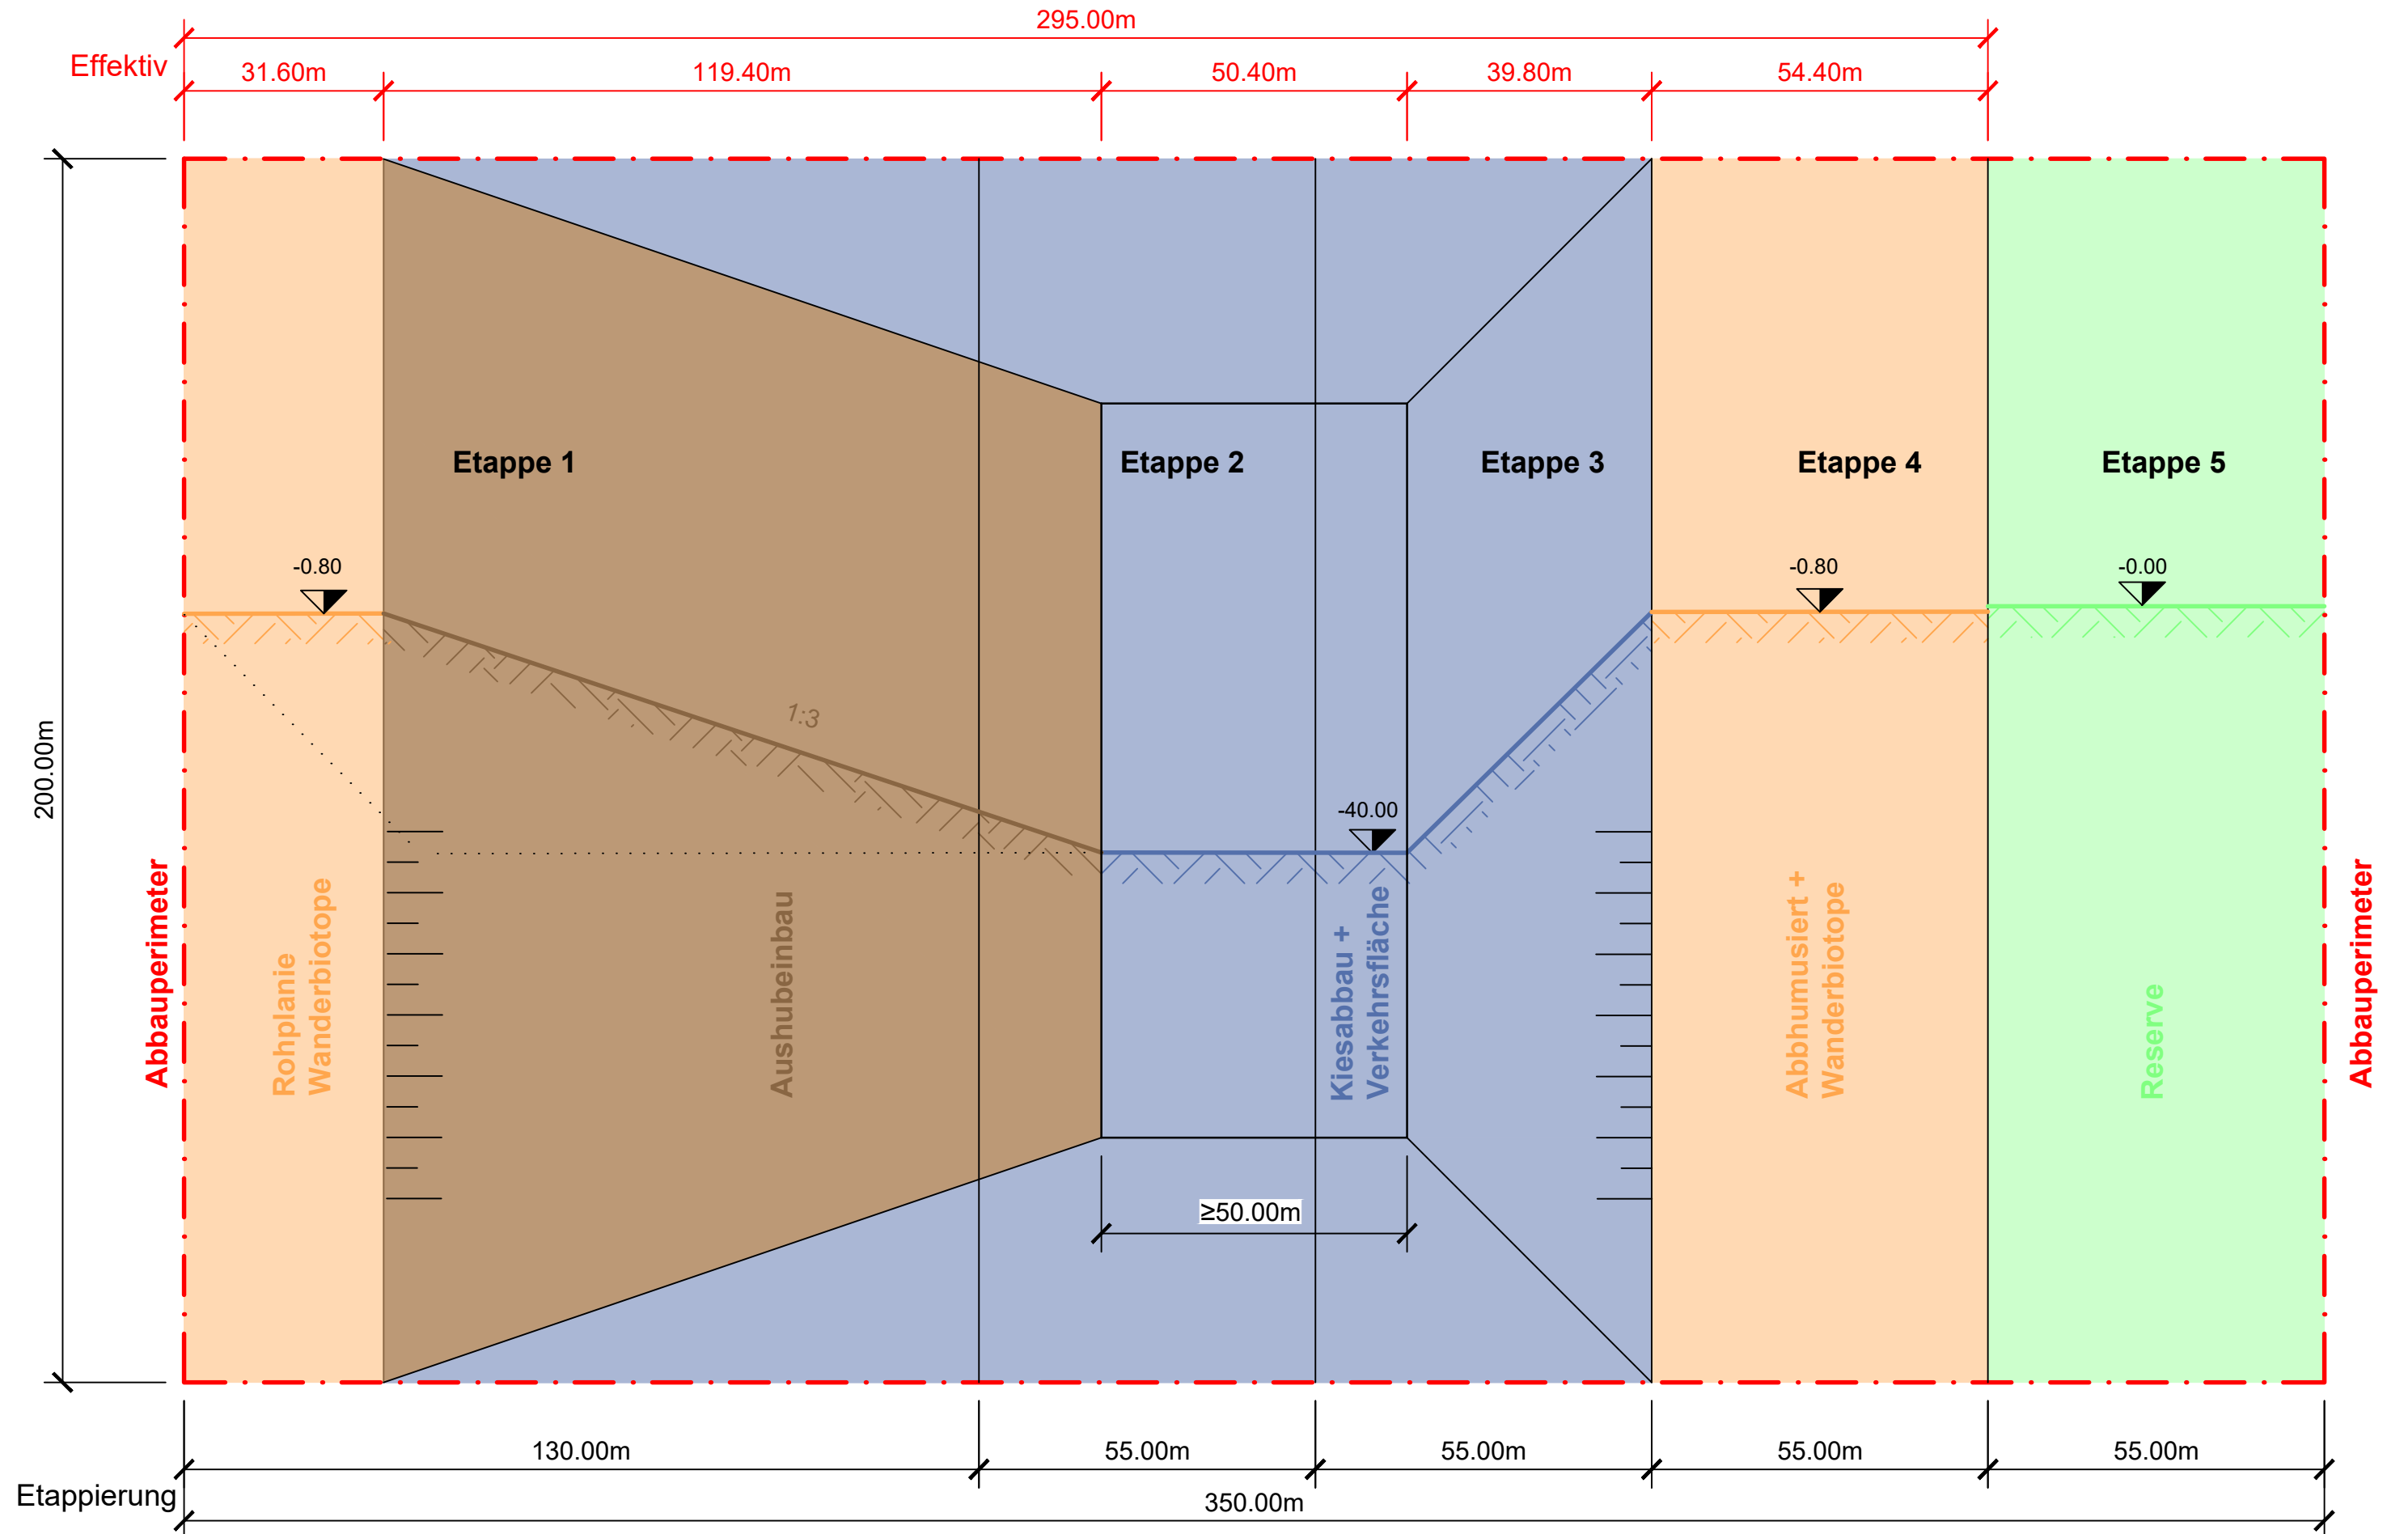 295.00m
Effektiv
31.60m
119.40m
50.40m
39.80m
54.40m
Etappe 1
Etappe 2
Etappe 3
Etappe 4
Etappe 5
-0.80
-0.80
-0.00
1:3
-40.00
200.00m
Abbauperimeter
Rohplanie
Wanderbiotope
Aushubeinbau
Kiesabbau +
Verkehrsfläche
Abbhumusiert +
Wanderbiotope
Reserve
Abbauperimeter
≥50.00m
130.00m
55.00m
55.00m
55.00m
55.00m
Etappierung
350.00m